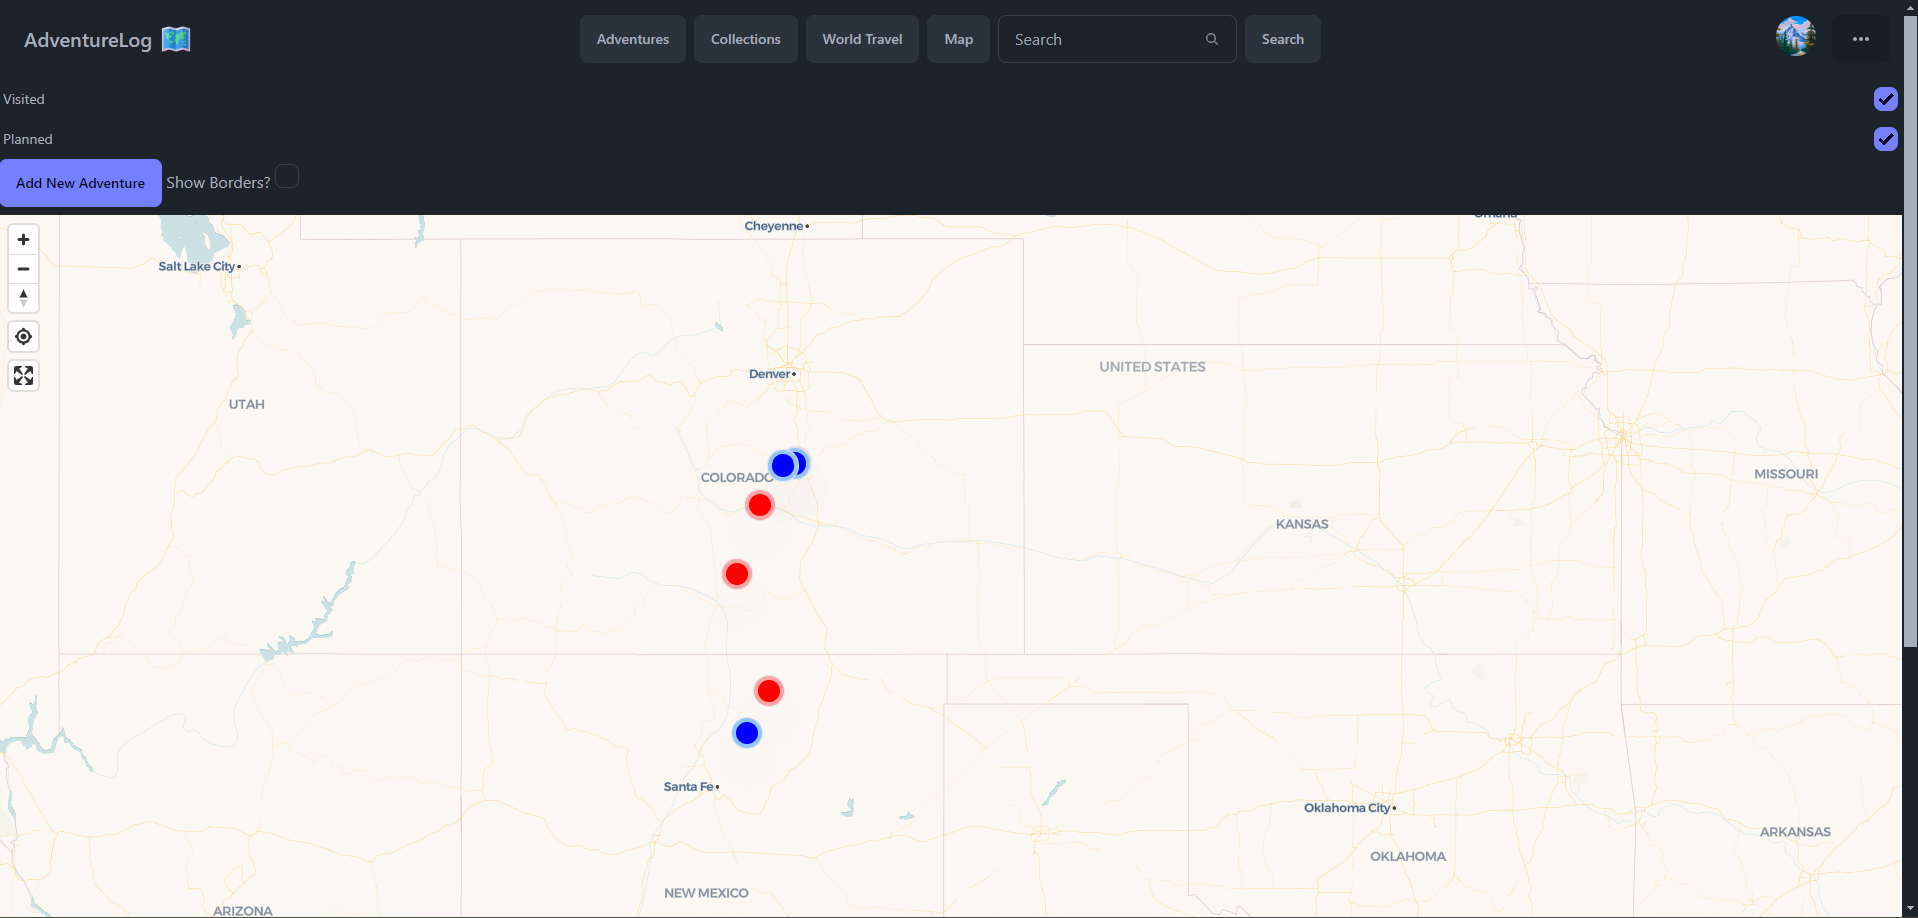 AdventureLog
Adventures
Collections
World Travel
Map
Search
Search
Visited
Planned
Add New Adventure
Show Borders?
Cheyenne
Omaha
Salt Lake City
Denver
UNITED STATES
UTAH
COLORADO
MISSOURI
KANSAS
Santa Fe
Oklahoma City
ARKANSAS
OKLAHOMA
NEW MEXICO
ARIZONA